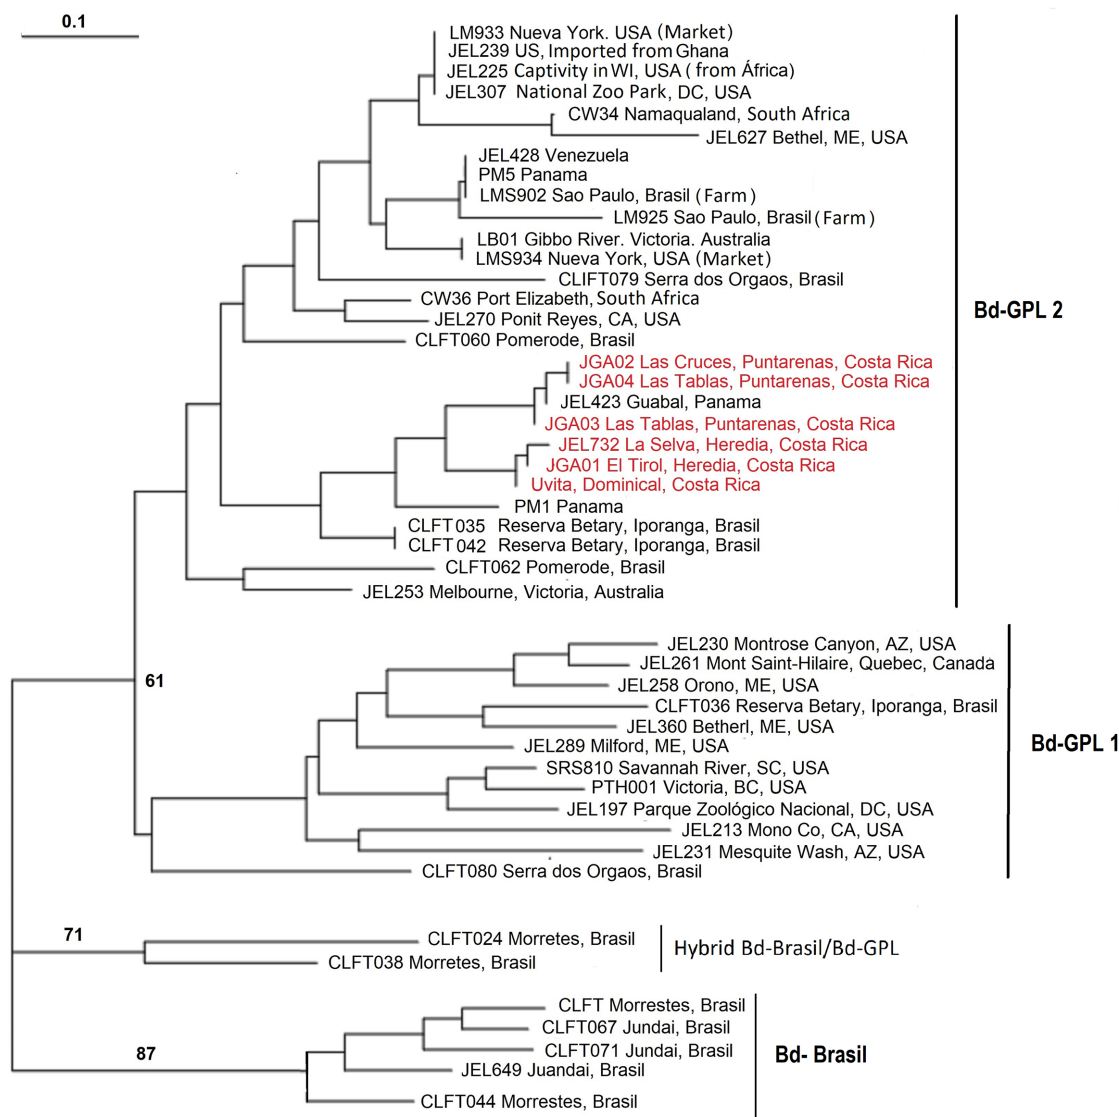 0.1
LM933 Nueva York. USA (Market)
JEL239 US, Imported from Ghana
JEL225 Captivity in WI, USA ( from África)
JEL307 National Zoo Park, DC, USA
CW34 Namaqualand, South Africa
JEL627 Bethel, ME, USA
JEL428 Venezuela
PM5 Panama
LMS902 Sao Paulo, Brasil (Farm)
LM925 Sao Paulo, Brasil (Farm)
LB01 Gibbo River. Victoria. Australia
LMS934 Nueva York, USA (Market)
CLIFT079 Serra dos Orgaos, Brasil
CW36 Port Elizabeth, South Africa
Bd-GPL 2
JEL270 Ponit Reyes, CA, USA
CLFT060 Pomerode, Brasil
JGA02 Las Cruces, Puntarenas, Costa Rica
JGA04 Las Tablas, Puntarenas, Costa Rica
JEL423 Guabal, Panama
JGA03 Las Tablas, Puntarenas, Costa Rica
JEL732 La Selva, Heredia, Costa Rica
JGA01 El Tirol, Heredia, Costa Rica
Uvita, Dominical, Costa Rica
PM1 Panama
CLFT 035 Reserva Betary, Iporanga, Brasil
CLFT 042 Reserva Betary, Iporanga, Brasil
CLFT062 Pomerode, Brasil
JEL253 Melbourne, Victoria, Australia
JEL230 Montrose Canyon, AZ, USA
JEL261 Mont Saint-Hilaire, Quebec, Canada
61
JEL258 Orono, ME, USA
CLFT036 Reserva Betary, Iporanga, Brasil
JEL360 Betherl, ME, USA
JEL289 Milford, ME, USA
Bd-GPL 1
SRS810 Savannah River, SC, USA
PTH001 Victoria, BC, USA
JEL197 Parque Zoológico Nacional, DC, USA
JEL213 Mono Co, CA, USA
JEL231 Mesquite Wash, AZ, USA
CLFT080 Serra dos Orgaos, Brasil
71
CLFT024 Morretes, Brasil
Hybrid Bd-Brasil/Bd-GPL
CLFT038 Morretes, Brasil
CLFT Morrestes, Brasil
CLFT067 Jundai, Brasil
87
CLFT071 Jundai, Brasil
Bd- Brasil
JEL649 Juandai, Brasil
CLFT044 Morrestes, Brasil